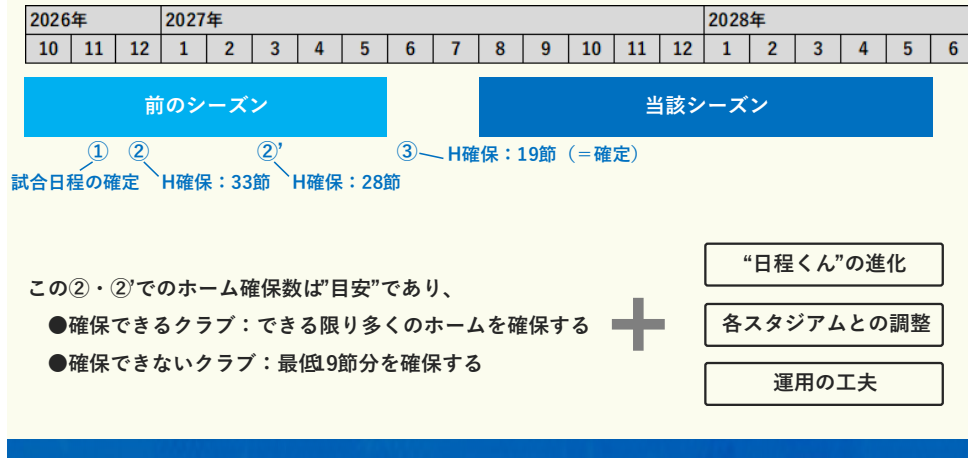 2026年 2027年 2028年
10 11 12 1 2 3 4 5 6 7 8 9 10 11 12 1 2 3 4 5 6
前のシーズン 当該シーズン
① ② ②’ ③ H確保：19節（＝確定）
試合日程の確定 H確保：33節 H確保：28節
“日程くん”の進化
この②・②’でのホーム確保数は”目安”であり、
●確保できるクラブ：できる限り多くのホームを確保する
各スタジアムとの調整
●確保できないクラブ：最低19節分を確保する
運用の工夫